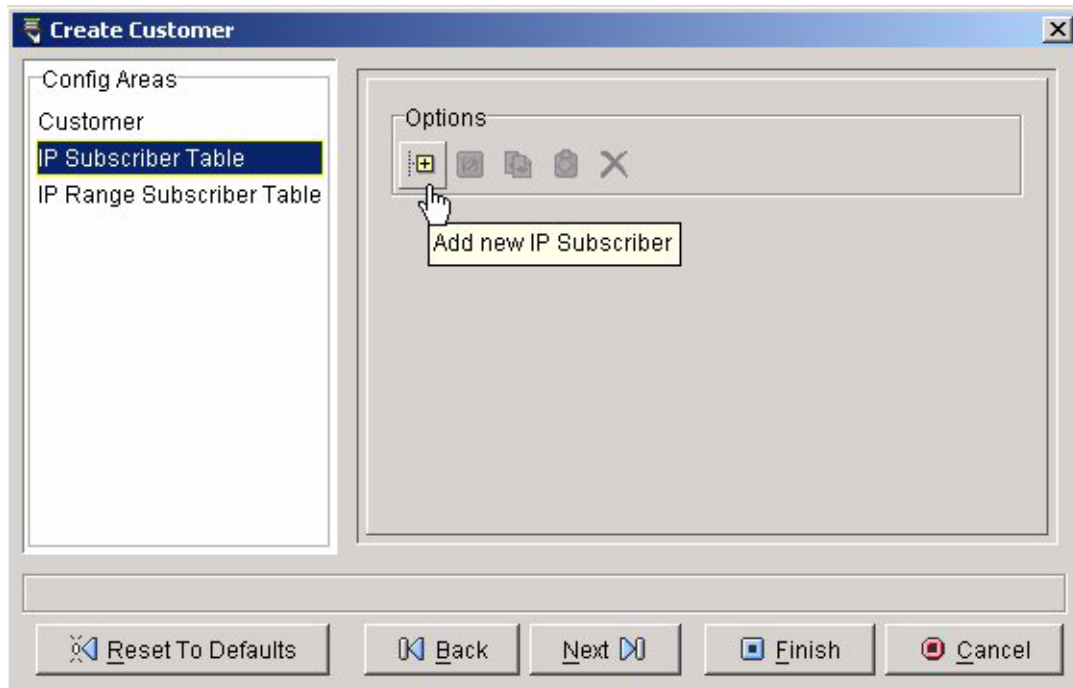 Create Customer
Config Areas
Customer
IP Subscriber Table
IP Range Subscriber Table
Options
Add new IP Subscriber
Reset To Defaults
Back
Next
Finish
Cancel